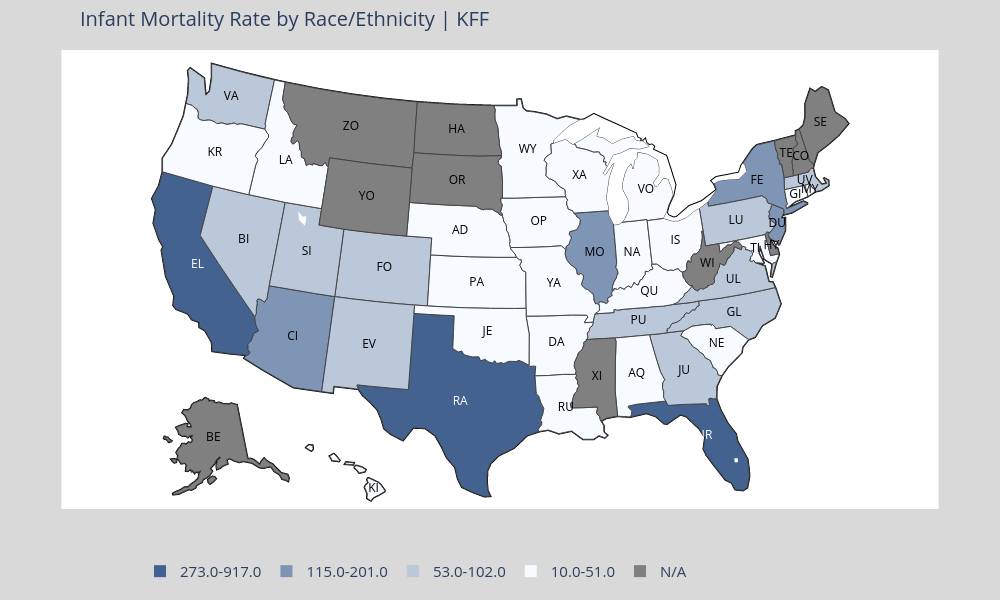 Infant Mortality Rate by Race/Ethnicity | KFF
VA
ZO
HA
SE
KR
LA
WY
TE
CO
XA
YO
OR
VO
FE
UV
MY
GI
OP
LU
AD
DU
BI
SI
MO
NA
IS
EL
FO
WI
UL
PA
YA
QU
GL
CI
EV
JE
PU
DA
NE
XI
AQ
JU
RA
RU
BE
KI
273.0-917.0 115.0-201.0 53.0-102.0 10.0-51.0 N/A